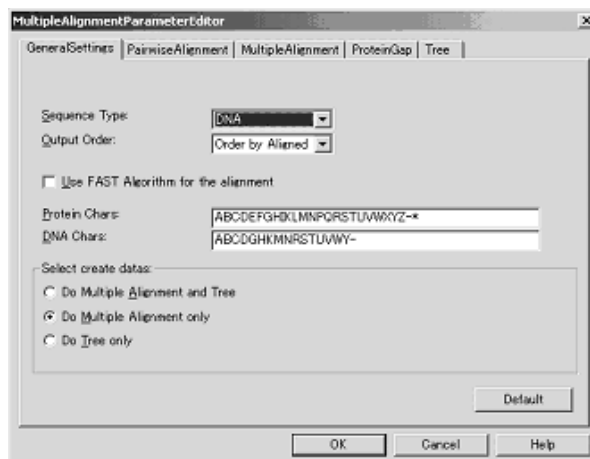 MultipleAlignmentParameterEditor
GeneralSettings PairwiseAlignment MultipleAlignment ProteinGap Tree
Sequence Type: DNA
Output Order: Order by Aligned
Use FAST Algorithm for the alignment
Protein Chars: ABCDEFGHIKLMNPQRSTUVWXYZ-*
DNA Chars: ABCDGHKMNRSTUVWY-
Select create datas:
Do Multiple Alignment and Tree
Do Multiple Alignment only
Do Tree only
Default
OK Cancel Help